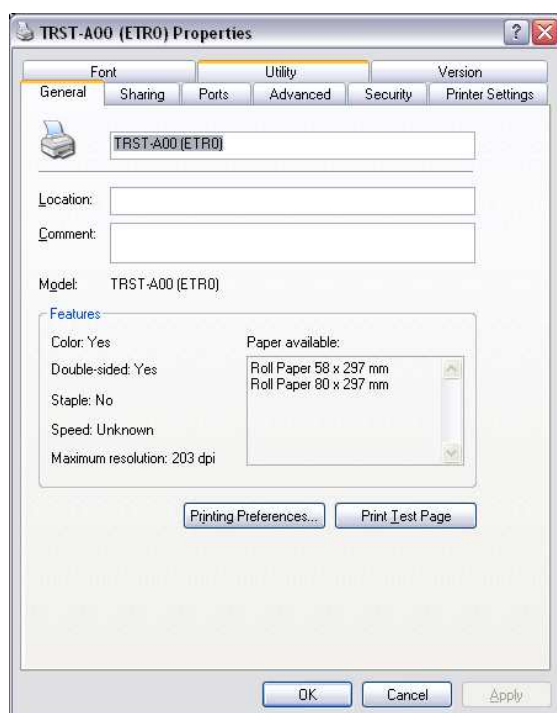 TRST-A00 (ETR0) Properties
Font Utility Version
General Sharing Ports Advanced Security Printer Settings
TRST-A00 (ETR0)
Location:
Comment:
Model: TRST-A00 (ETR0)
Features
Color: Yes Paper available:
Double-sided: Yes Roll Paper 58 x 297 mm
Roll Paper 80 x 297 mm
Staple: No
Speed: Unknown
Maximum resolution: 203 dpi
Printing Preferences... Print Test Page
OK Cancel Apply